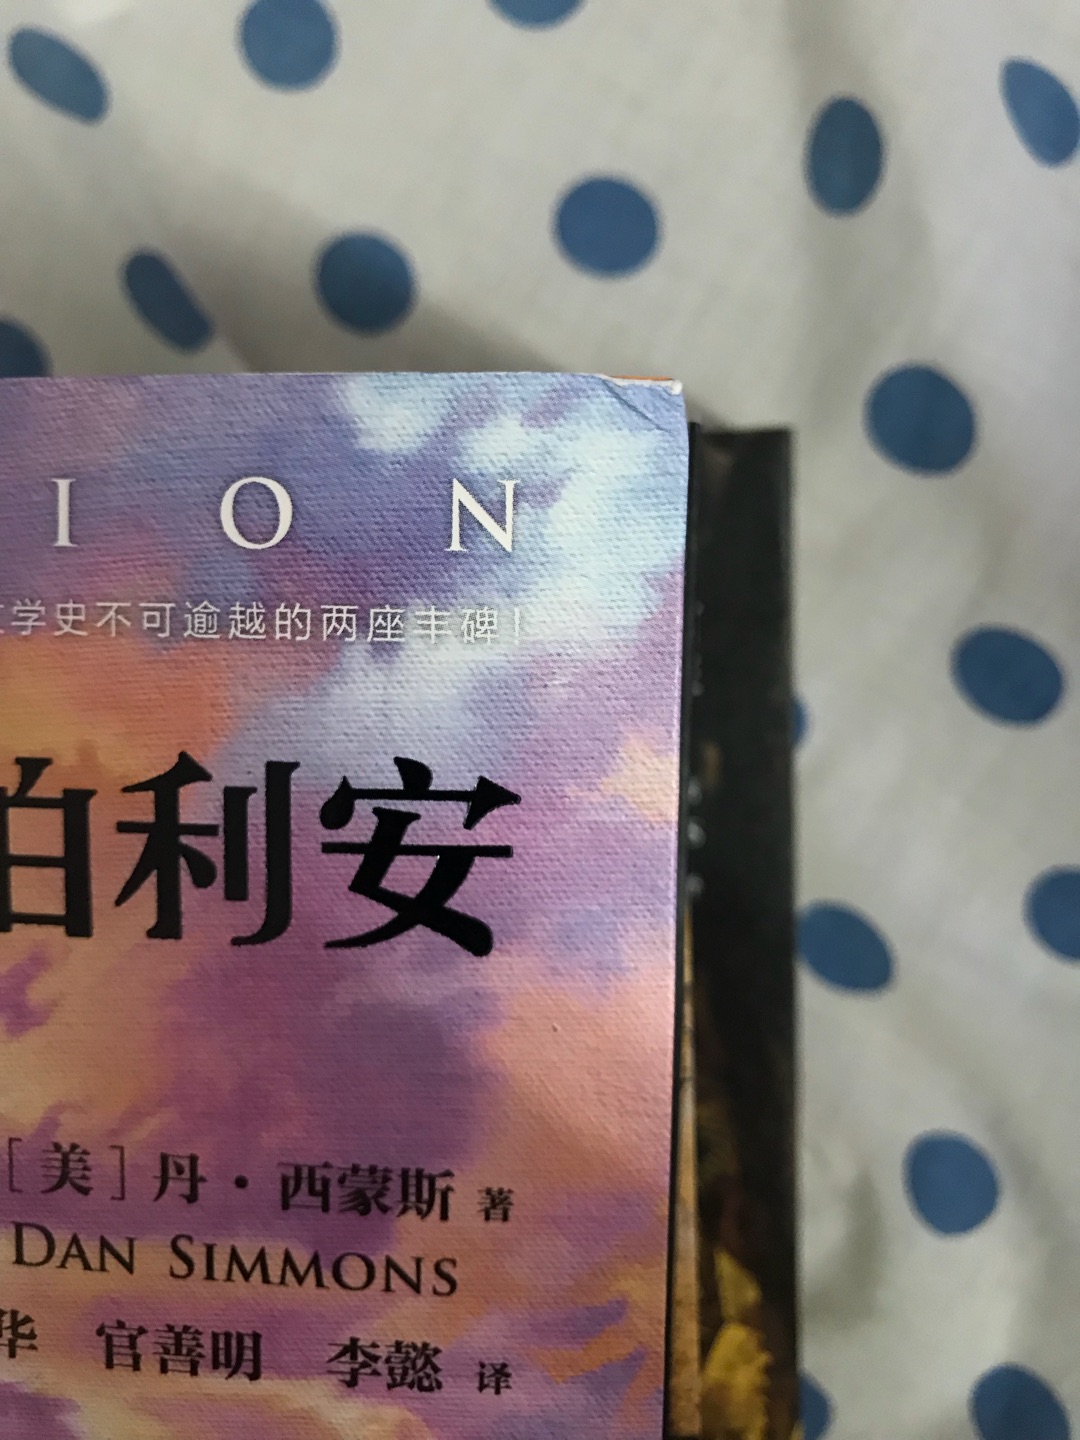 ION
学史不可逾越的两座丰碑！
伯利安
[美]丹·西蒙斯 著
DAN SIMMONS
华 官善明 李懿 译